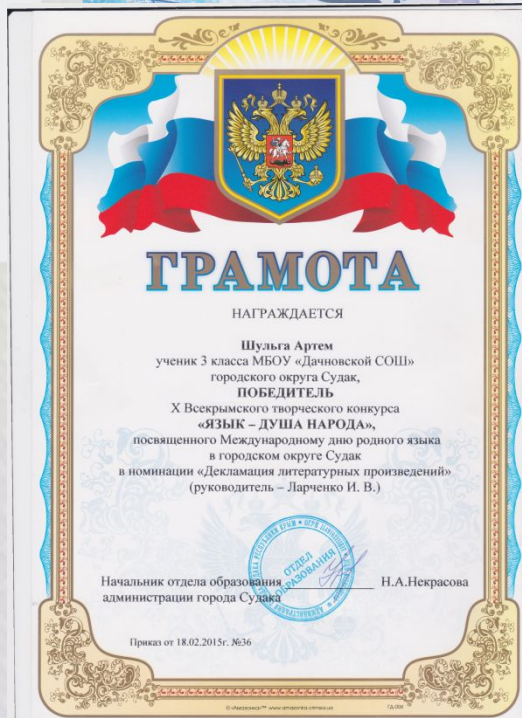 ГРАМОТА
НАГРАЖДАЕТСЯ
Шульга Артем
ученик 3 класса МБОУ «Дачновской СОШ»
городского округа Судак,
ПОБЕДИТЕЛЬ
X Всекрымского творческого конкурса
«ЯЗЫК – ДУША НАРОДА»,
посвященного Международному дню родного языка
в городском округе Судак
в номинации «Декламация литературных произведений»
(руководитель – Ларченко И. В.)
ОТДЕЛ
ОБРАЗОВАНИЯ
Начальник отдела образования Н.А.Некрасова
администрации города Судака
Приказ от 18.02.2015г. №36